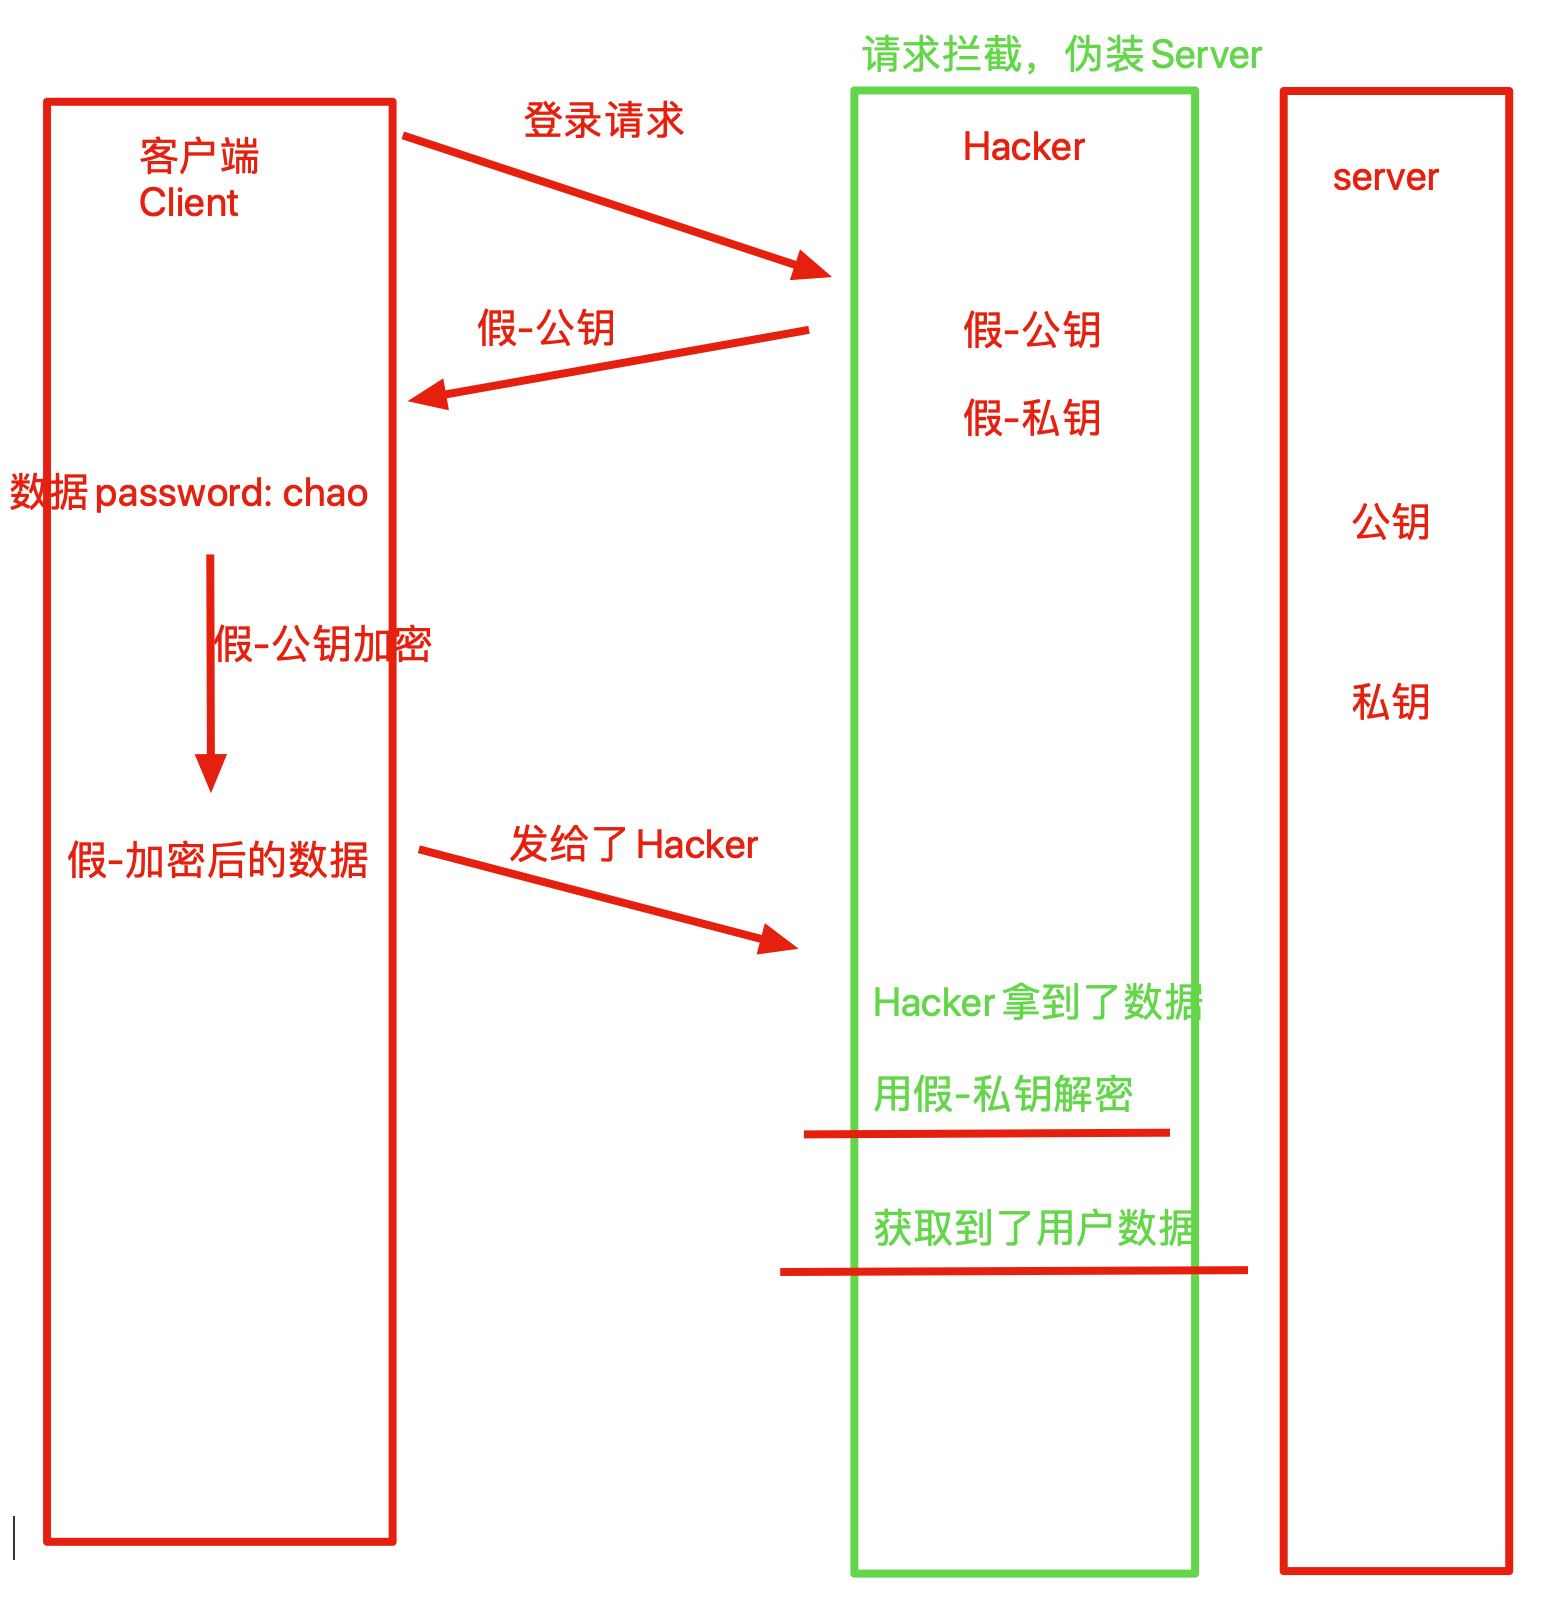 请求拦截，伪装 Server
客户端
Client
登录请求
Hacker
server
假-公钥
假-公钥
假-私钥
数据 password: chao
公钥
假-公钥加密
私钥
假-加密后的数据
发给了 Hacker
Hacker 拿到了数据
用假-私钥解密
获取到了用户数据